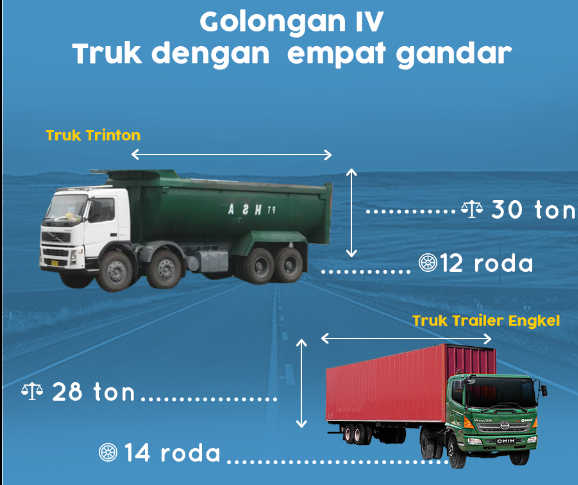 Golongan IV
Truk dengan empat gandar
Truk Trinton
30 ton
12 roda
Truk Trailer Engkel
28 ton
14 roda
HINO